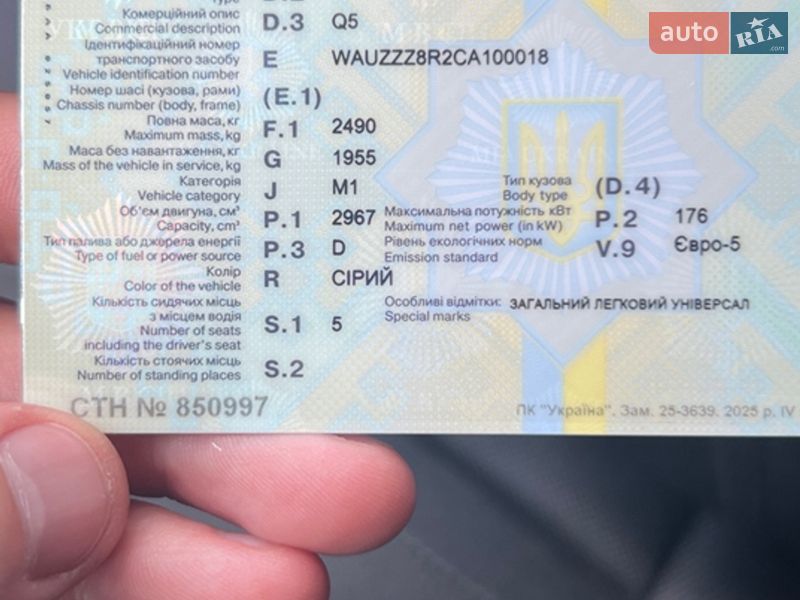 Комерційний опис
Commercial description D.3 Q5
Ідентифікаційний номер
транспортного засобу E WAUZZZ8R2CA100018
Vehicle identification number
Номер шасі (кузова, рами) (E.1)
Chassis number (body, frame)
Повна маса, кг F.1 2490
Maximum mass, kg
Маса без навантаження, кг G 1955
Mass of the vehicle in service, kg
Категорія J M1 Тип кузова (D.4)
Vehicle category Body type
Об'єм двигуна, см³ P.1 2967 Максимальна потужність кВт P.2 176
Capacity, cm³ Maximum net power (in kW)
Тип палива або джерела енергії P.3 D Рівень екологічних норм V.9 Євро-5
Type of fuel or power source Emission standard
Колір R СІРИЙ
Color of the vehicle
Кількість сидячих місць Особливі відмітки: ЗАГАЛЬНИЙ ЛЕГКОВИЙ УНІВЕРСАЛ
з місцем водія S.1 5 Special marks
Number of seats
including the driver's seat
Кількість стоячих місць S.2
Number of standing places
СТН № 850997 ПК "Україна". Зам. 25-3639. 2025 р. IV
auto RIA .com